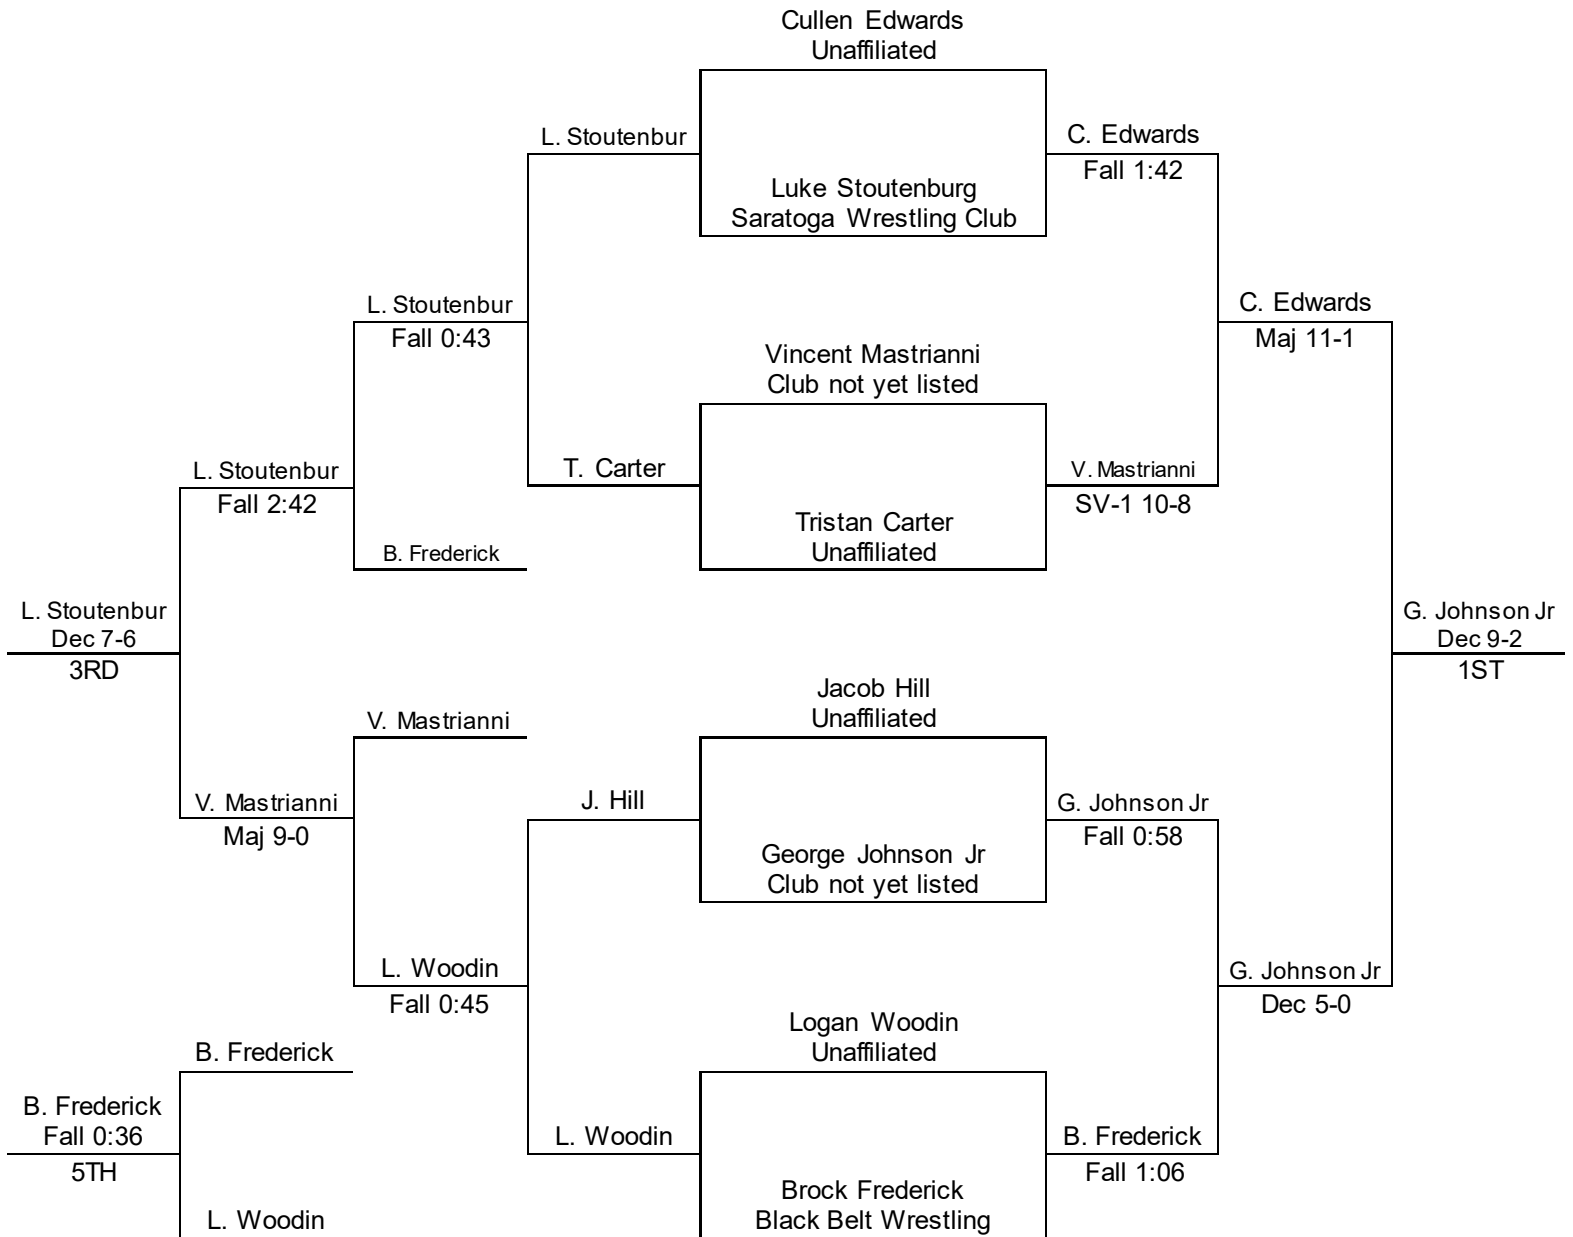 Cullen Edwards
Unaffiliated
L. Stoutenbur
C. Edwards
Fall 1:42
Luke Stoutenburg
Saratoga Wrestling Club
L. Stoutenbur
Fall 0:43
C. Edwards
Maj 11-1
Vincent Mastrianni
Club not yet listed
L. Stoutenbur
Fall 2:42
T. Carter
V. Mastrianni
SV-1 10-8
Tristan Carter
Unaffiliated
B. Frederick
L. Stoutenbur
Dec 7-6
3RD
G. Johnson Jr
Dec 9-2
1ST
Jacob Hill
Unaffiliated
V. Mastrianni
V. Mastrianni
Maj 9-0
J. Hill
G. Johnson Jr
Fall 0:58
George Johnson Jr
Club not yet listed
L. Woodin
Fall 0:45
G. Johnson Jr
Dec 5-0
Logan Woodin
Unaffiliated
B. Frederick
B. Frederick
Fall 0:36
5TH
L. Woodin
B. Frederick
Fall 1:06
Brock Frederick
Black Belt Wrestling
L. Woodin